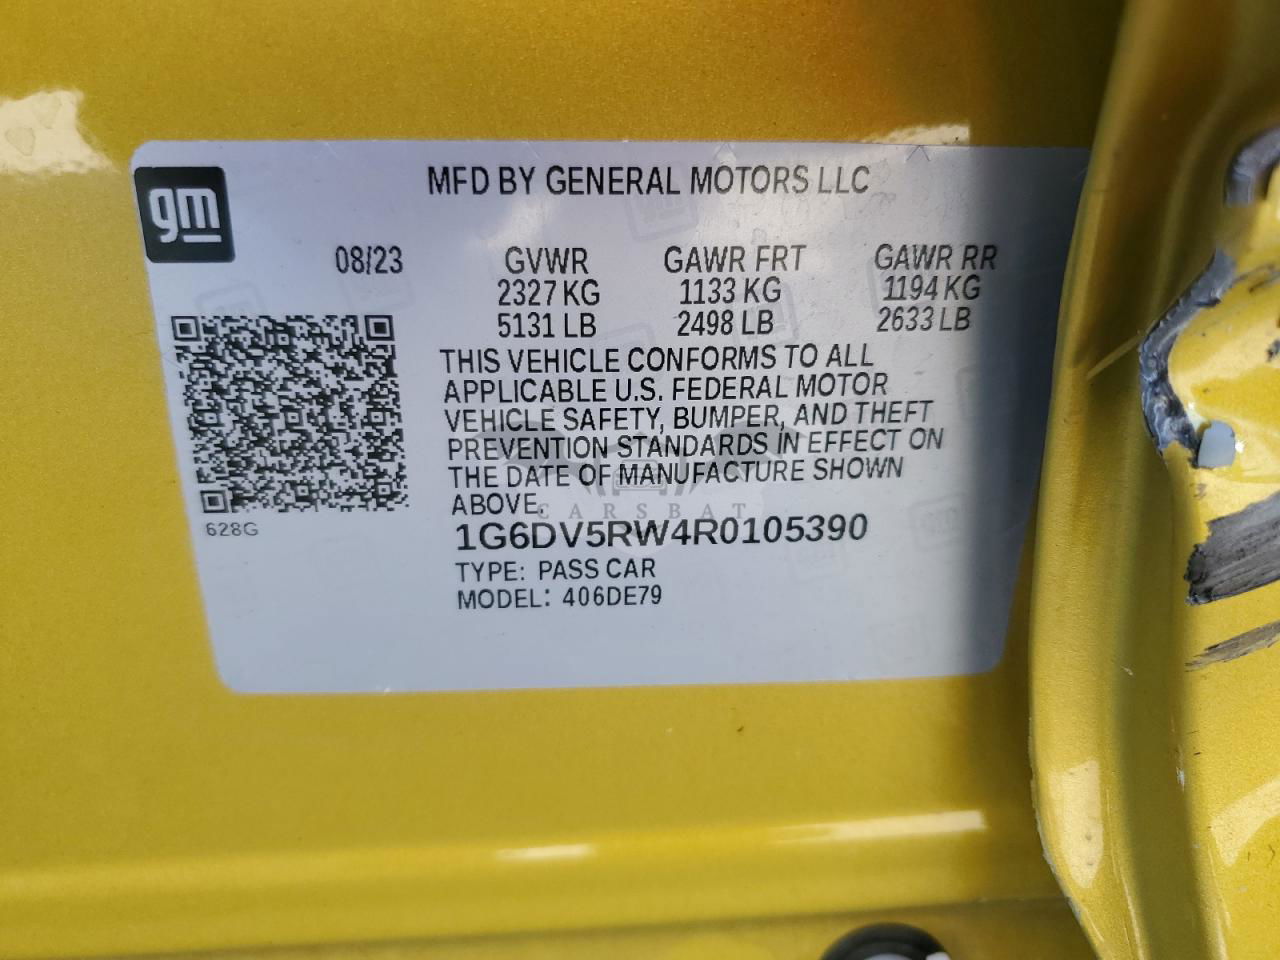 gm
MFD BY GENERAL MOTORS LLC
08/23 GVWR GAWR FRT GAWR RR
2327 KG 1133 KG 1194 KG
5131 LB 2498 LB 2633 LB
THIS VEHICLE CONFORMS TO ALL
APPLICABLE U.S. FEDERAL MOTOR
VEHICLE SAFETY, BUMPER, AND THEFT
PREVENTION STANDARDS IN EFFECT ON
THE DATE OF MANUFACTURE SHOWN
ABOVE.
CARSBAT
628G
1G6DV5RW4R0105390
TYPE: PASS CAR
MODEL: 406DE79